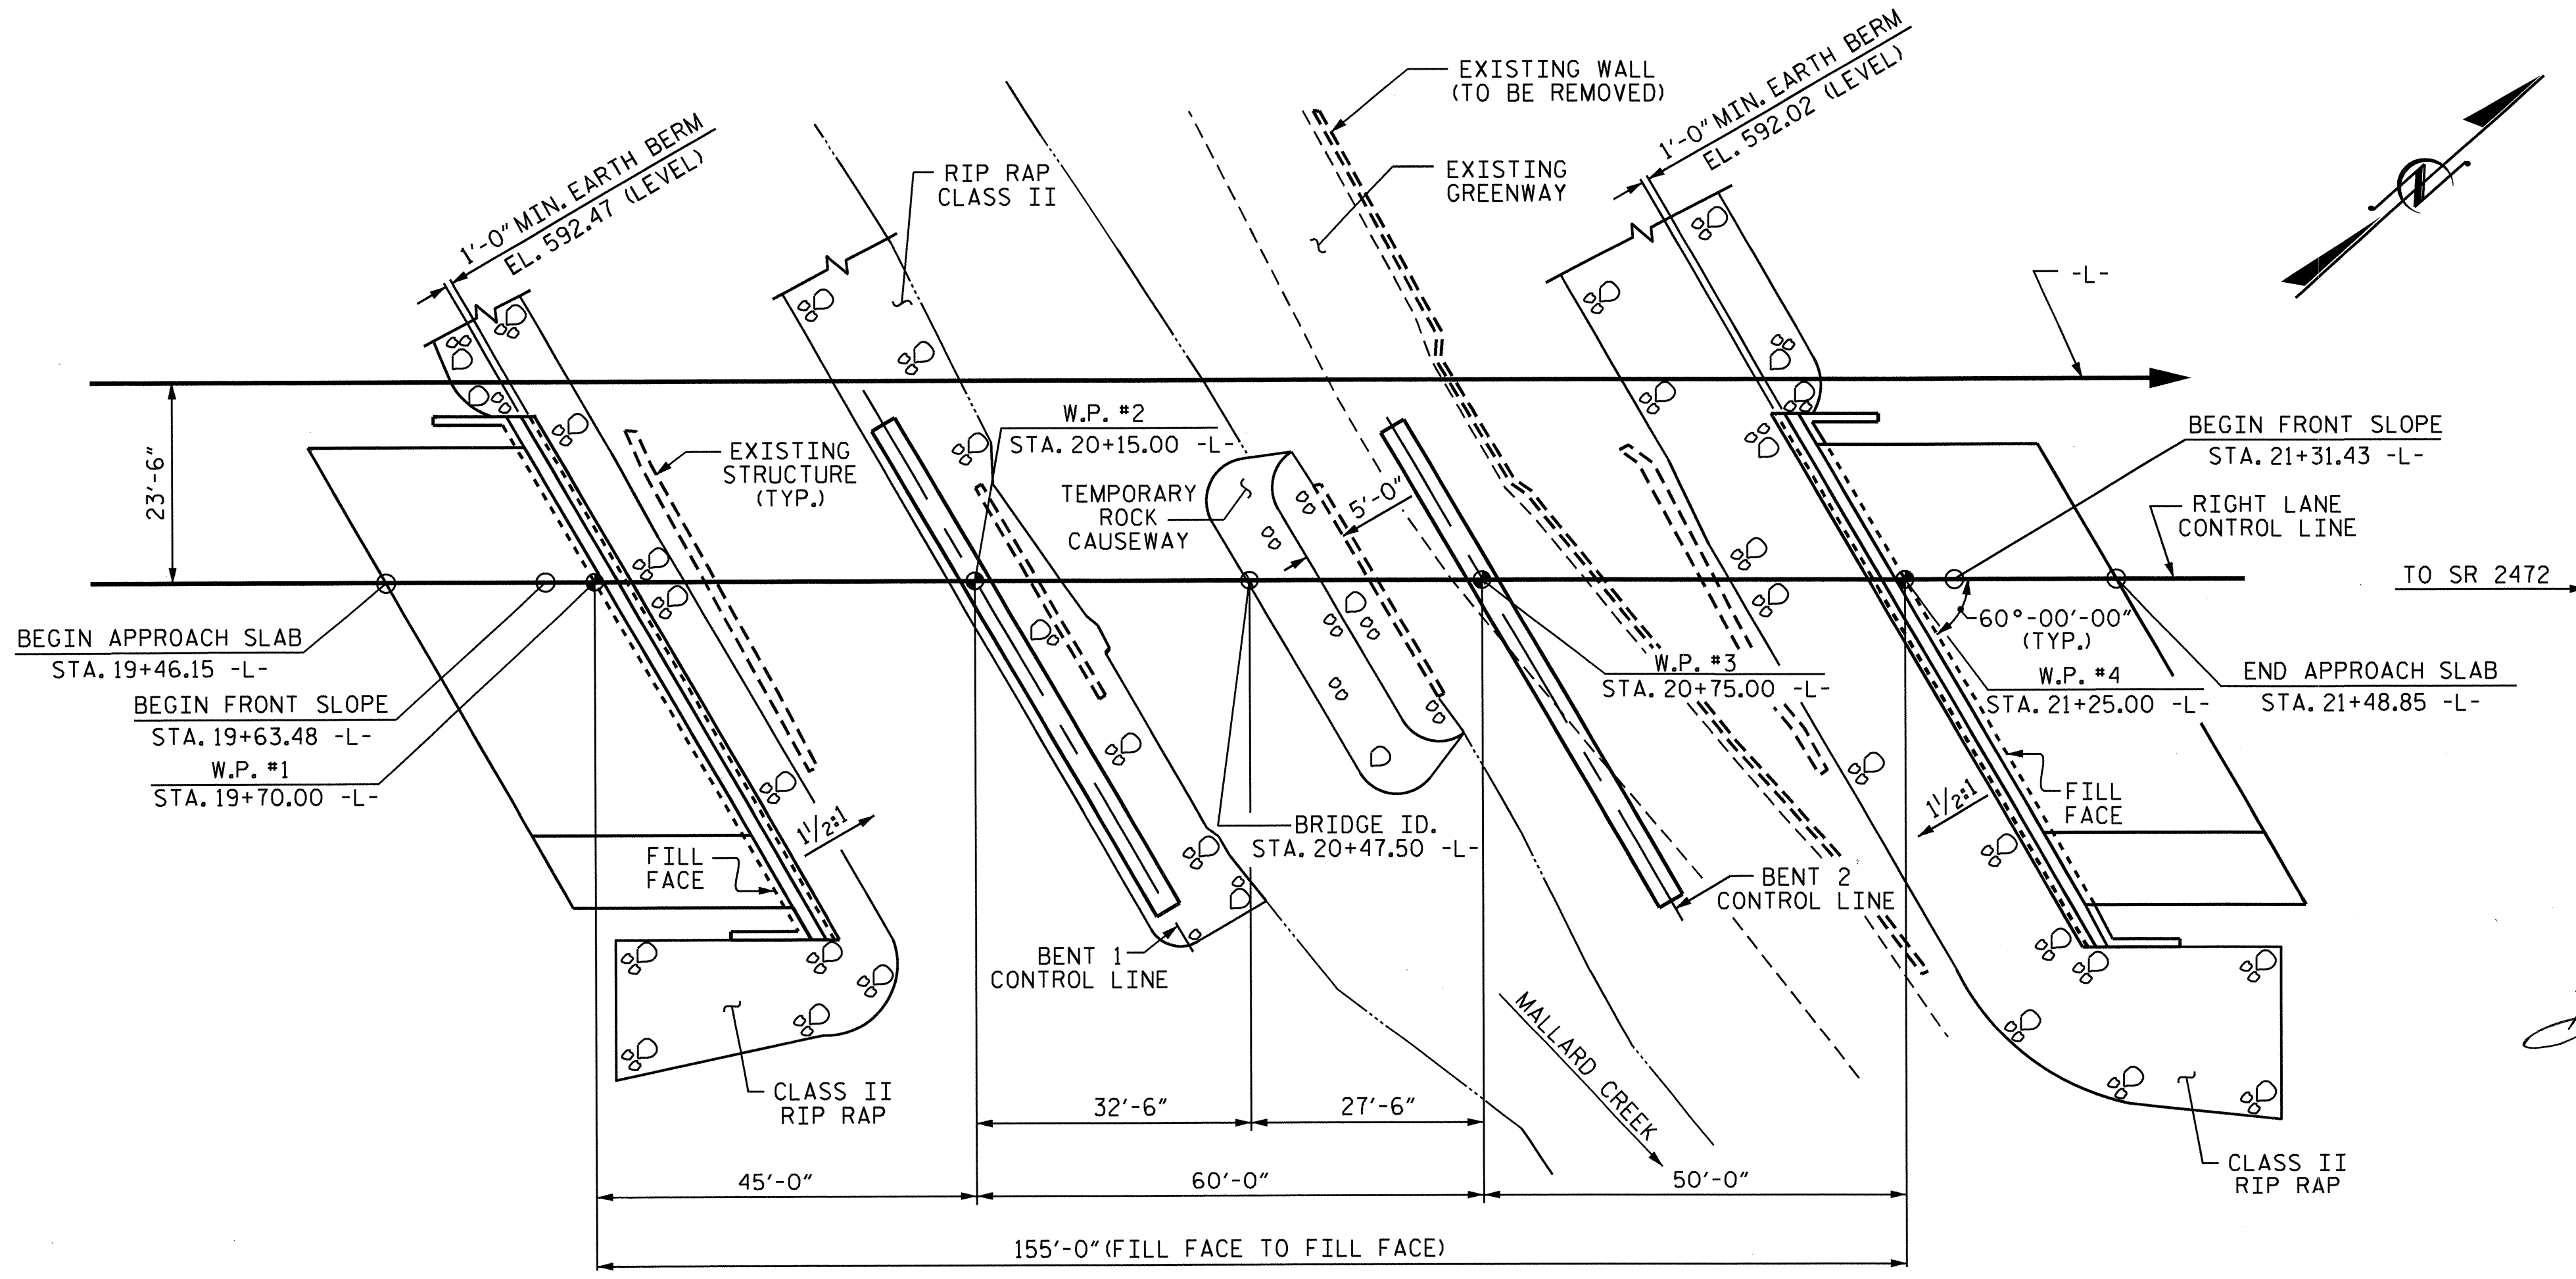 1'-0" MIN. EARTH BERM
EL. 592.47 (LEVEL)
RIP RAP
CLASS II
EXISTING WALL
(TO BE REMOVED)
EXISTING
GREENWAY
1'-0" MIN. EARTH BERM
EL. 592.02 (LEVEL)
N
-L-
23'-6"
EXISTING
STRUCTURE
(TYP.)
W.P. #2
STA. 20+15.00 -L-
TEMPORARY
ROCK
CAUSEWAY
5'-0"
BEGIN FRONT SLOPE
STA. 21+31.43 -L-
RIGHT LANE
CONTROL LINE
TO SR 2472
BEGIN APPROACH SLAB
STA. 19+46.15 -L-
BEGIN FRONT SLOPE
STA. 19+63.48 -L-
W.P. #1
STA. 19+70.00 -L-
60°-00'-00"
(TYP.)
W.P. #3
STA. 20+75.00 -L-
W.P. #4
STA. 21+25.00 -L-
END APPROACH SLAB
STA. 21+48.85 -L-
1 1/2:1
FILL
FACE
BRIDGE ID.
STA. 20+47.50 -L-
1 1/2:1
FILL
FACE
BENT 2
CONTROL LINE
BENT 1
CONTROL LINE
MALLARD CREEK
CLASS II
RIP RAP
32'-6"
27'-6"
CLASS II
RIP RAP
45'-0"
60'-0"
50'-0"
155'-0" (FILL FACE TO FILL FACE)